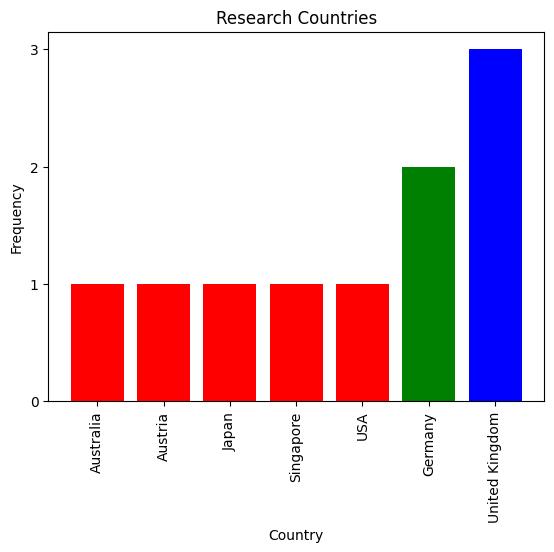 Research Countries
3
2
1
0
Frequency
Australia
Austria
Japan
Singapore
USA
Germany
United Kingdom
Country